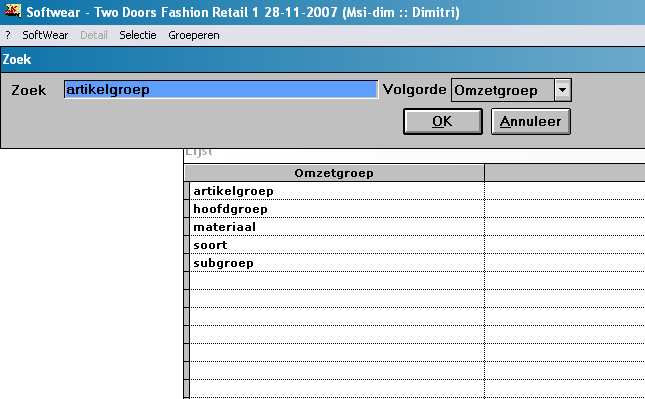 Softwear - Two Doors Fashion Retail 1 28-11-2007 (Msi-dim :: Dimitri)
? SoftWear Detail Selectie Groeperen
Zoek
Zoek artikelgroep Volgorde Omzetgroep
OK Annuleer
Lijst
Omzetgroep
artikelgroep
hoofdgroep
materiaal
soort
subgroep